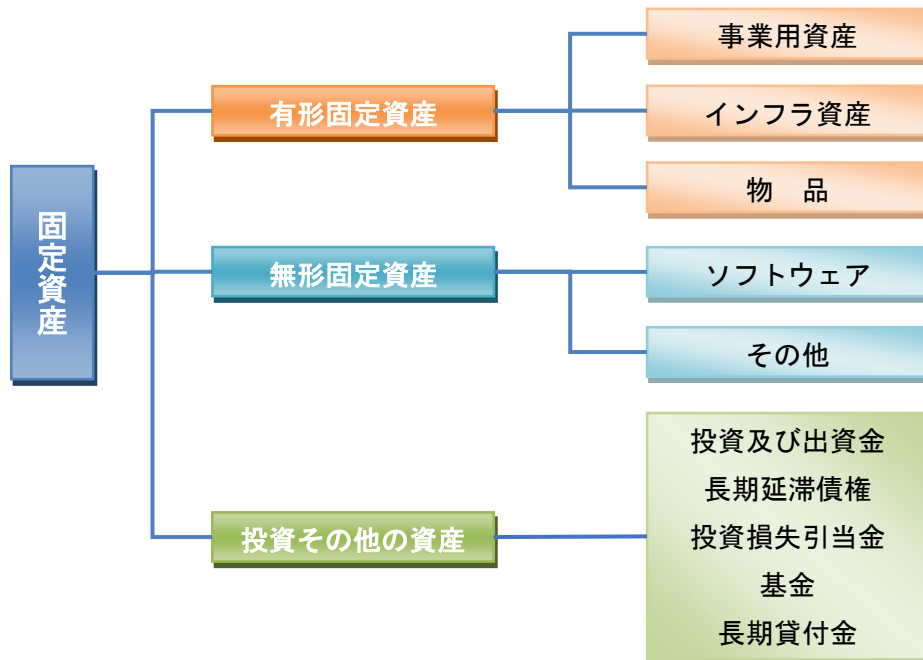 固定資産
有形固定資産
事業用資産
インフラ資産
物　品
無形固定資産
ソフトウェア
その他
投資その他の資産
投資及び出資金
長期延滞債権
投資損失引当金
基金
長期貸付金